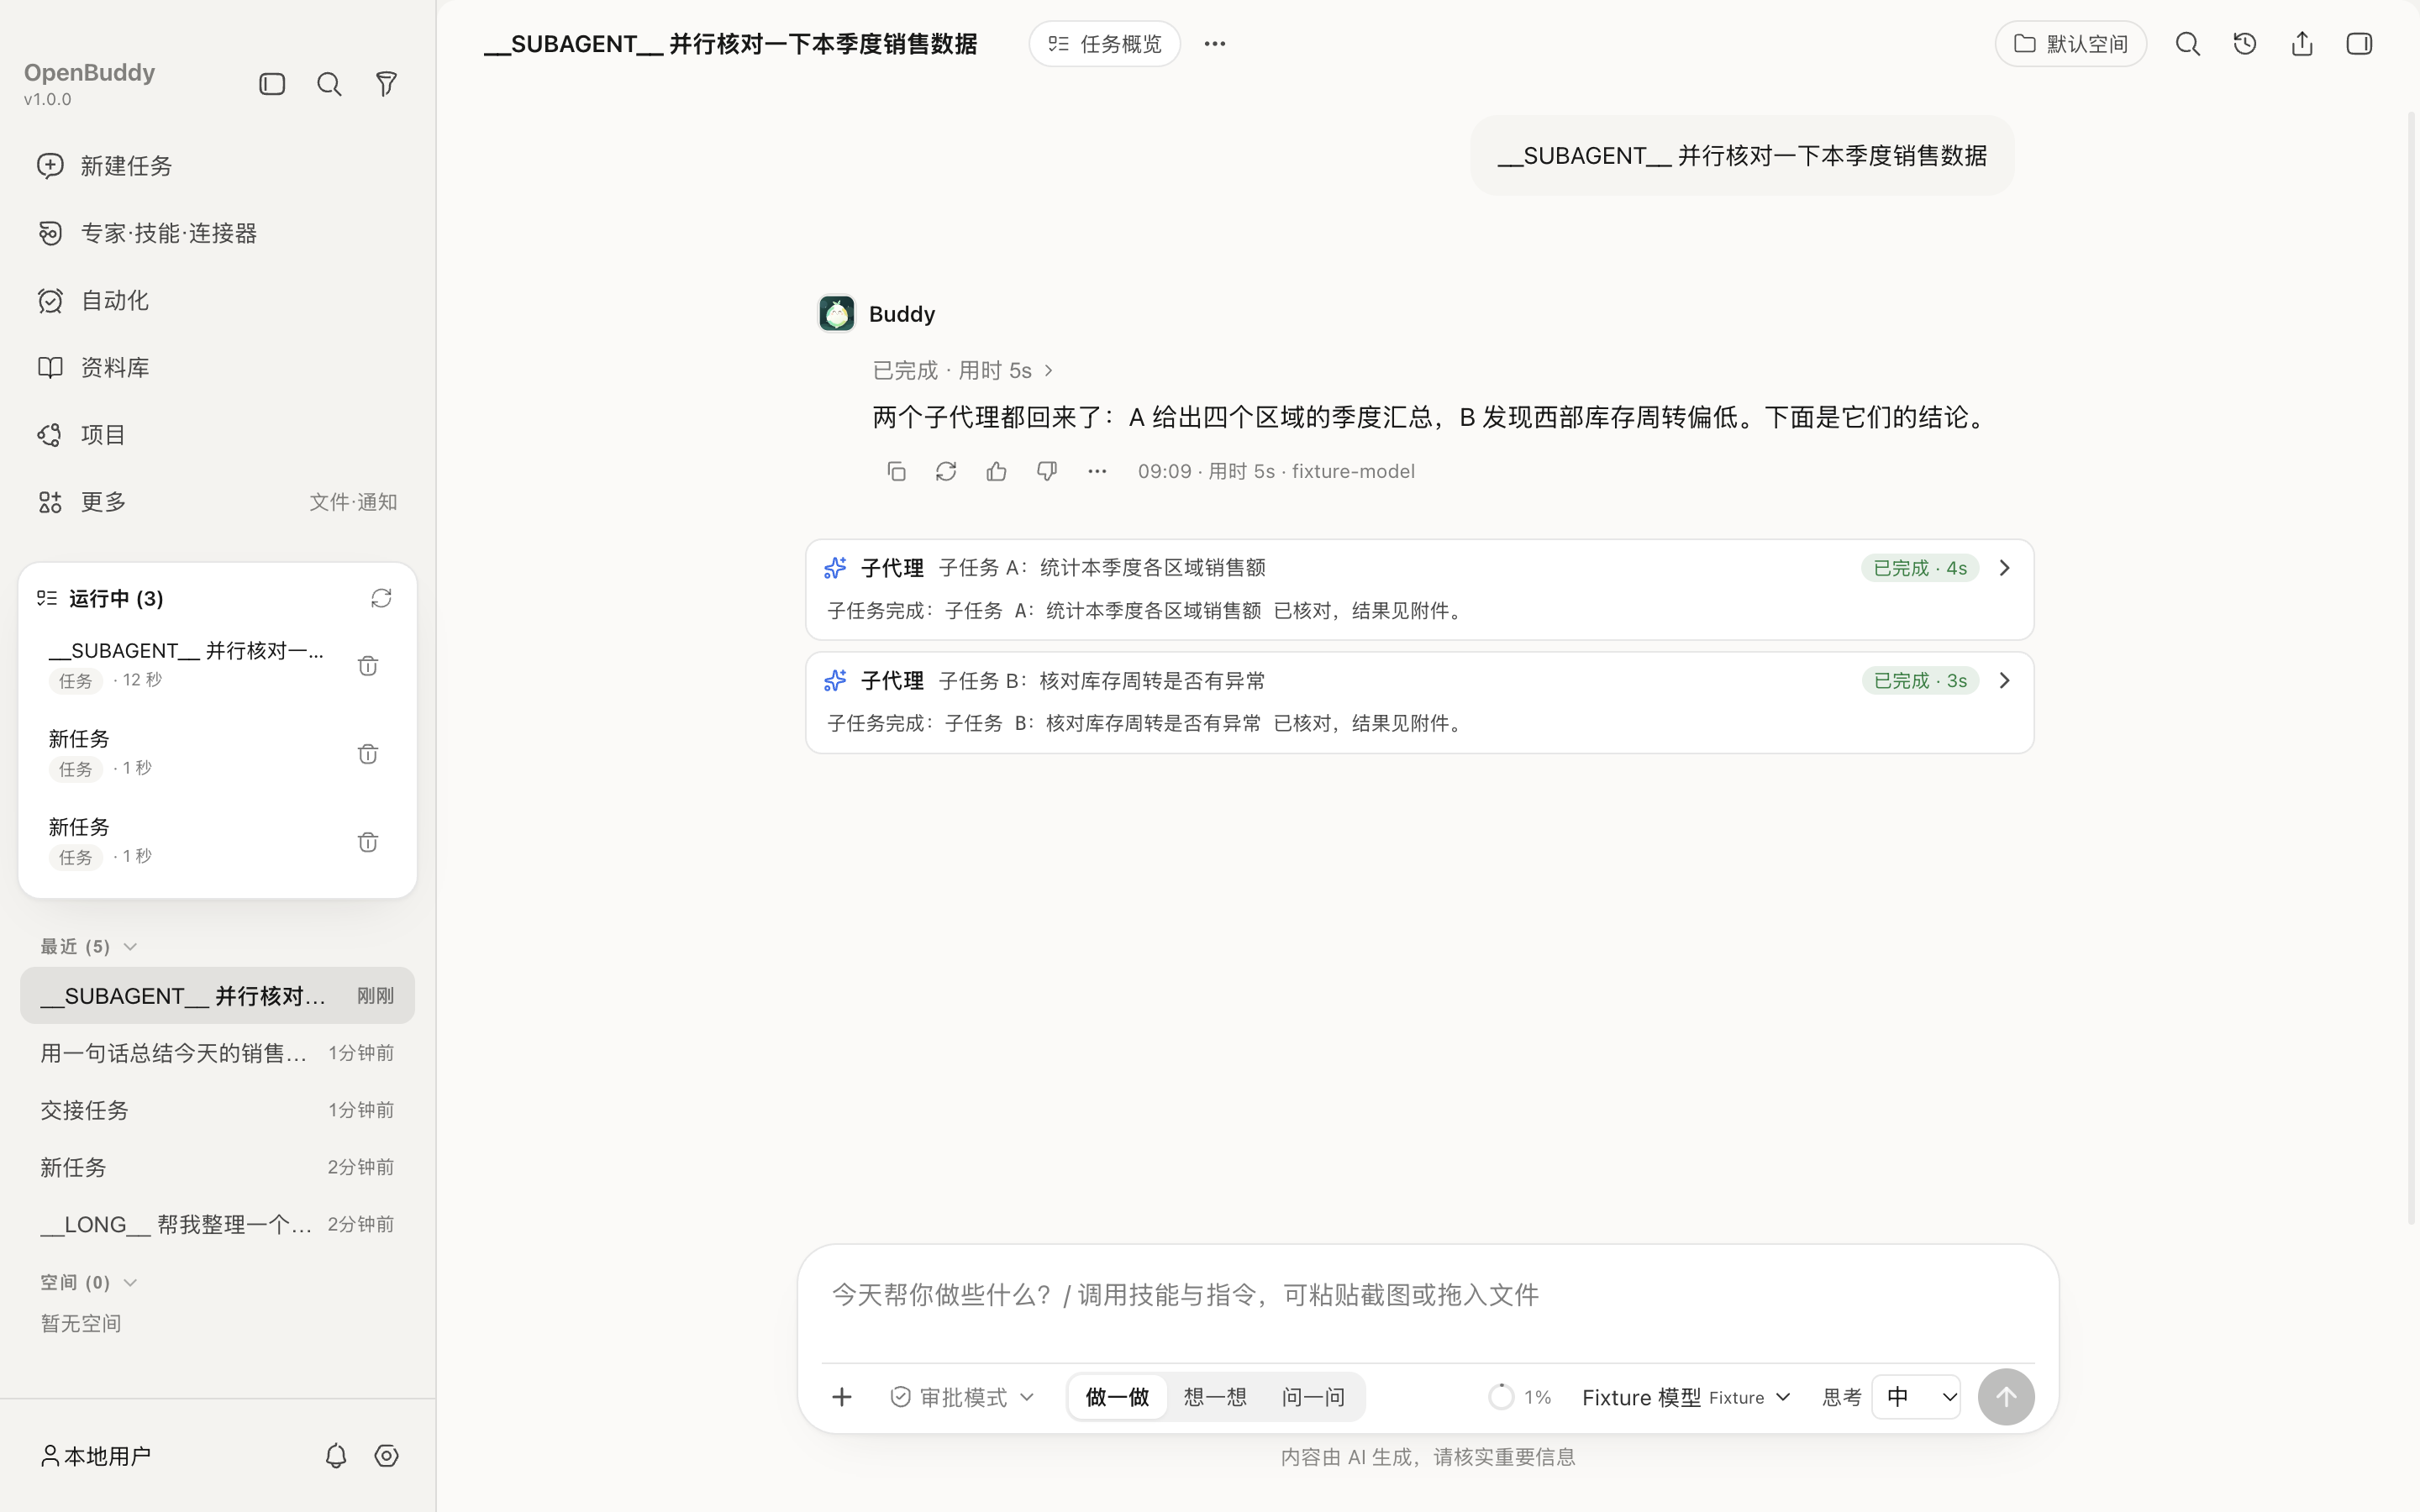 OpenBuddy
v1.0.0
新建任务
专家·技能·连接器
自动化
资料库
项目
更多 文件·通知
运行中 (3)
__SUBAGENT__ 并行核对一...
任务 · 12 秒
新任务
任务 · 1 秒
新任务
任务 · 1 秒
最近 (5)
__SUBAGENT__ 并行核对... 刚刚
用一句话总结今天的销售... 1分钟前
交接任务 1分钟前
新任务 2分钟前
__LONG__ 帮我整理一个... 2分钟前
空间 (0)
暂无空间
本地用户
__SUBAGENT__ 并行核对一下本季度销售数据 任务概览 默认空间
__SUBAGENT__ 并行核对一下本季度销售数据
Buddy
已完成 · 用时 5s
两个子代理都回来了：A 给出四个区域的季度汇总，B 发现西部库存周转偏低。下面是它们的结论。
09:09 · 用时 5s · fixture-model
子代理 子任务 A：统计本季度各区域销售额 已完成 · 4s
子任务完成：子任务 A：统计本季度各区域销售额 已核对，结果见附件。
子代理 子任务 B：核对库存周转是否有异常 已完成 · 3s
子任务完成：子任务 B：核对库存周转是否有异常 已核对，结果见附件。
今天帮你做些什么？/ 调用技能与指令，可粘贴截图或拖入文件
审批模式 做一做 想一想 问一问 1% Fixture 模型 Fixture 思考 中
内容由 AI 生成，请核实重要信息